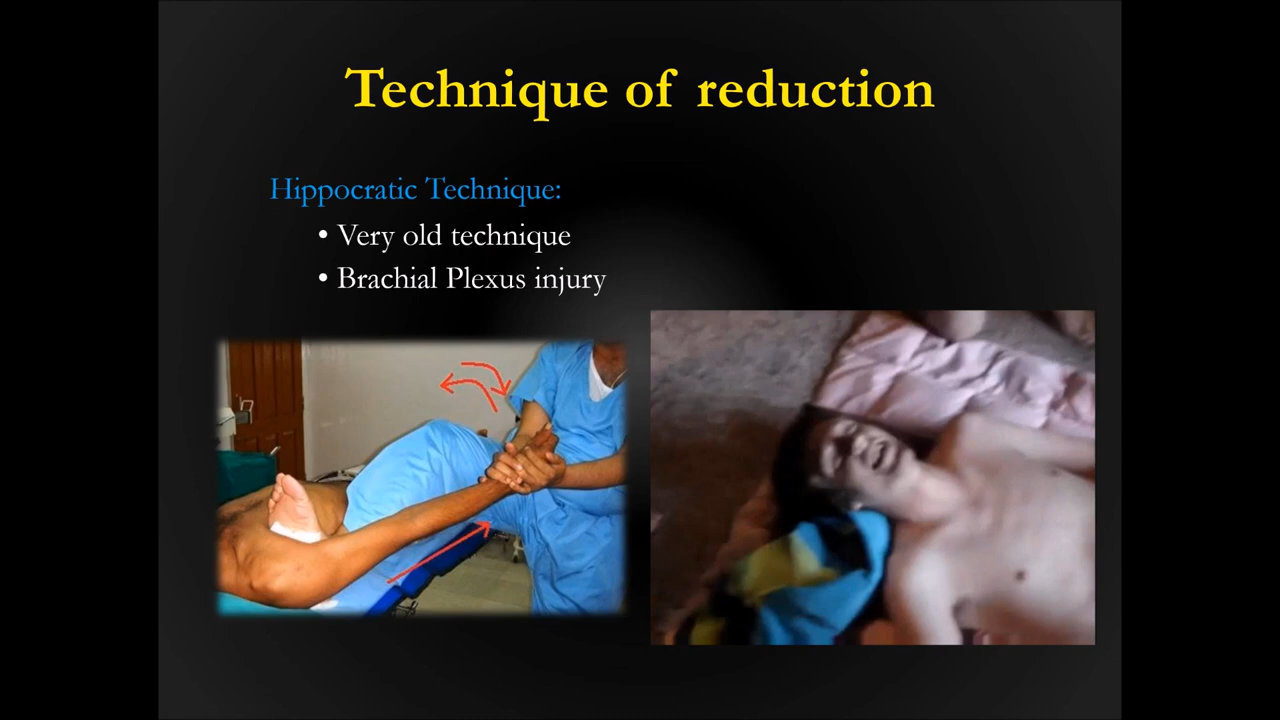 Technique of reduction
Hippocratic Technique:
• Very old technique
• Brachial Plexus injury